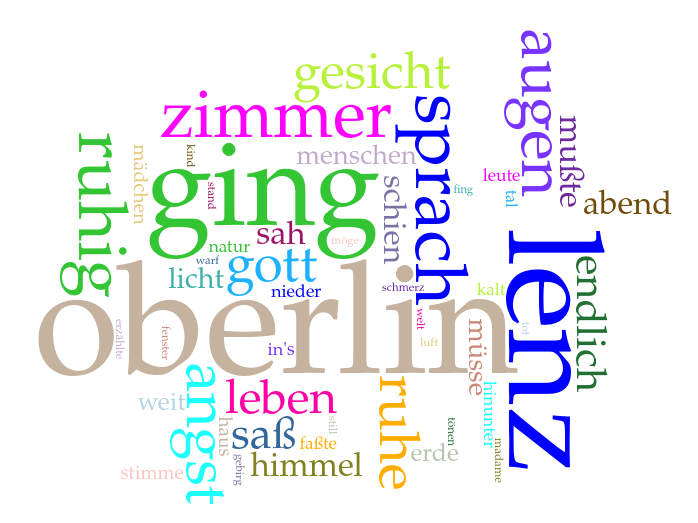 augen
gesicht
zimmer
sprach
mußte
ruhig
mädchen
kind
ging
menschen
leute
schien
fing
tal
abend
stand
natur
sah
möge
lenz
warf
gott
licht
nieder
schmerz
kalt
endlich
oberlin
erzählte
fenster
in's
welt
luft
müsse
tot
angst
weit
leben
ruhe
hinunter
haus
saß
still
faßte
tönen
erde
madame
stimme
gebirg
himmel